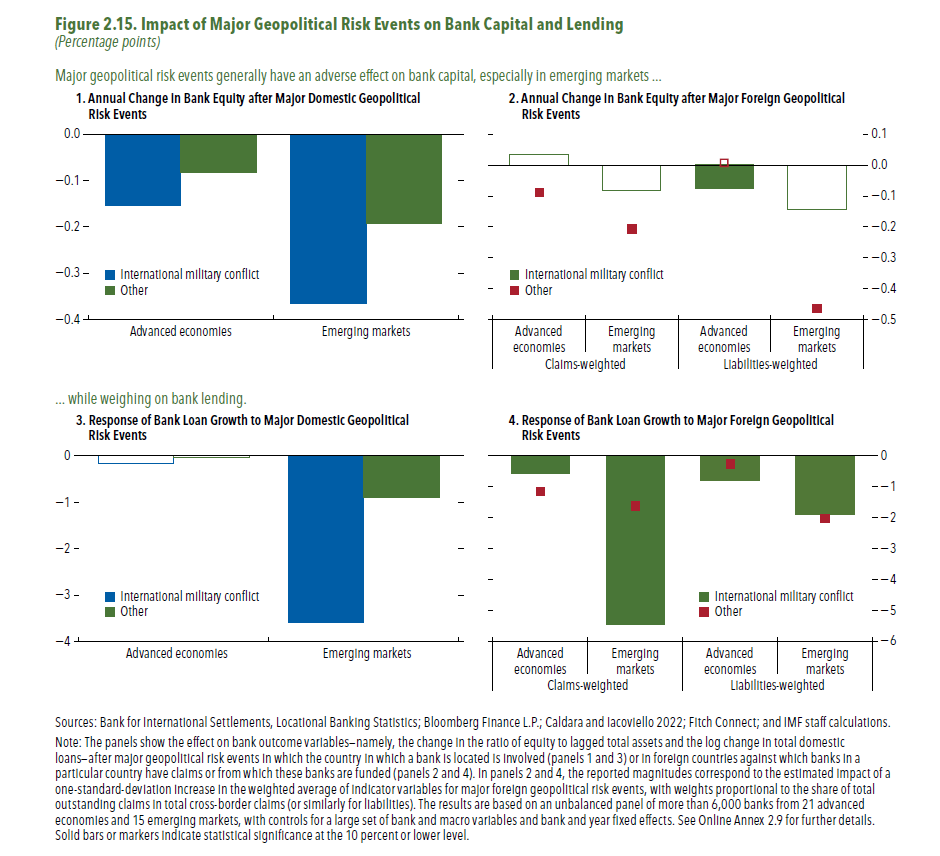 Figure 2.15. Impact of Major Geopolitical Risk Events on Bank Capital and Lending
(Percentage points)
Major geopolitical risk events generally have an adverse effect on bank capital, especially in emerging markets ...
1. Annual Change in Bank Equity after Major Domestic Geopolitical
Risk Events
0.0
−0.1
−0.2
−0.3
−0.4
International military conflict
Other
Advanced economies
Emerging markets
2. Annual Change in Bank Equity after Major Foreign Geopolitical
Risk Events
0.1
0.0
−0.1
−0.2
−0.3
−0.4
−0.5
International military conflict
Other
Advanced
economies
Emerging
markets
Advanced
economies
Emerging
markets
Claims-weighted
Liabilities-weighted
... while weighing on bank lending.
3. Response of Bank Loan Growth to Major Domestic Geopolitical
Risk Events
0
−1
−2
−3
−4
International military conflict
Other
Advanced economies
Emerging markets
4. Response of Bank Loan Growth to Major Foreign Geopolitical
Risk Events
0
−1
−2
−3
−4
−5
−6
International military conflict
Other
Advanced
economies
Emerging
markets
Advanced
economies
Emerging
markets
Claims-weighted
Liabilities-weighted
Sources: Bank for International Settlements, Locational Banking Statistics; Bloomberg Finance L.P.; Caldara and Iacoviello 2022; Fitch Connect; and IMF staff calculations.
Note: The panels show the effect on bank outcome variables—namely, the change in the ratio of equity to lagged total assets and the log change in total domestic
loans—after major geopolitical risk events in which the country in which a bank is located is involved (panels 1 and 3) or in foreign countries against which banks in a
particular country have claims or from which these banks are funded (panels 2 and 4). In panels 2 and 4, the reported magnitudes correspond to the estimated impact of a
one-standard-deviation increase in the weighted average of indicator variables for major foreign geopolitical risk events, with weights proportional to the share of total
outstanding claims in total cross-border claims (or similarly for liabilities). The results are based on an unbalanced panel of more than 6,000 banks from 21 advanced
economies and 15 emerging markets, with controls for a large set of bank and macro variables and bank and year fixed effects. See Online Annex 2.9 for further details.
Solid bars or markers indicate statistical significance at the 10 percent or lower level.